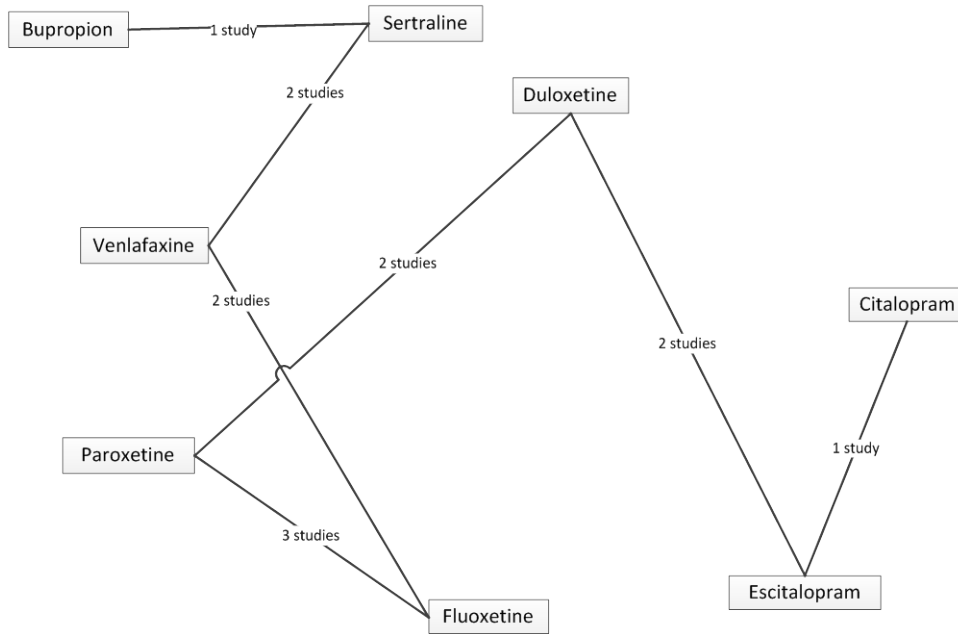 Bupropion
1 study
Sertraline
2 studies
Duloxetine
Venlafaxine
2 studies
2 studies
Citalopram
2 studies
Paroxetine
1 study
3 studies
Escitalopram
Fluoxetine